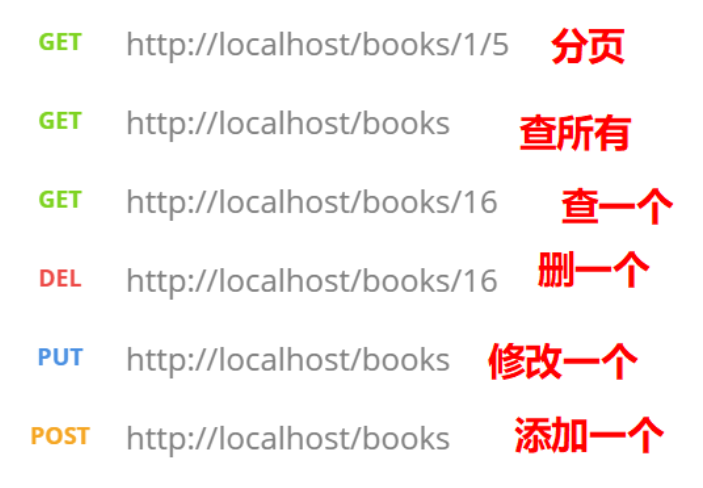 GET http://localhost/books/1/5 分页
GET http://localhost/books 查所有
GET http://localhost/books/16 查一个
DEL http://localhost/books/16 删一个
PUT http://localhost/books 修改一个
POST http://localhost/books 添加一个